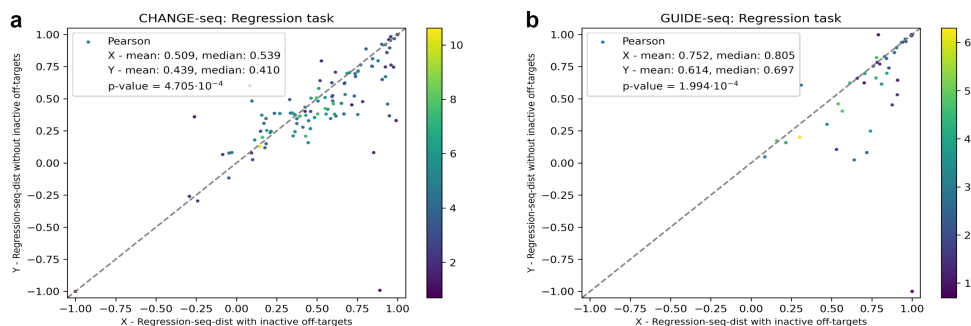 a
CHANGE-seq: Regression task
Y - Regression-seq-dist without inactive off-targets
1.00
0.75
0.50
0.25
0.00
−0.25
−0.50
−0.75
−1.00
Pearson
X - mean: 0.509, median: 0.539
Y - mean: 0.439, median: 0.410
p-value = 4.705·10⁻⁴
−1.00 −0.75 −0.50 −0.25 0.00 0.25 0.50 0.75 1.00
X - Regression-seq-dist with inactive off-targets
10
8
6
4
2
b
GUIDE-seq: Regression task
Y - Regression-seq-dist without inactive off-targets
1.00
0.75
0.50
0.25
0.00
−0.25
−0.50
−0.75
−1.00
Pearson
X - mean: 0.752, median: 0.805
Y - mean: 0.614, median: 0.697
p-value = 1.994·10⁻⁴
−1.00 −0.75 −0.50 −0.25 0.00 0.25 0.50 0.75 1.00
X - Regression-seq-dist with inactive off-targets
6
5
4
3
2
1